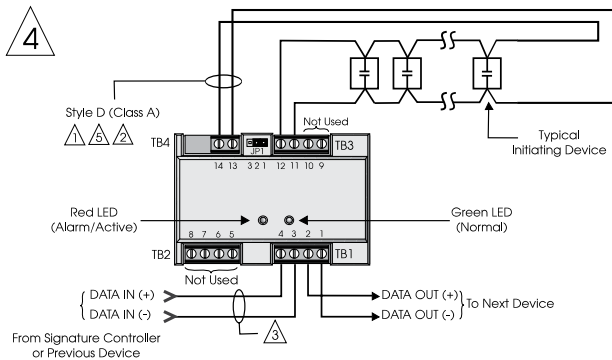 4
Style D (Class A)
1 5 2
Not Used
Typical
Initiating Device
TB4
JP1
TB3
14 13 3 2 1 12 11 10 9
Red LED
(Alarm/Active)
Green LED
(Normal)
8 7 6 5 4 3 2 1
TB2
TB1
Not Used
DATA IN (+)
DATA IN (-)
DATA OUT (+)
DATA OUT (-)
To Next Device
3
From Signature Controller
or Previous Device